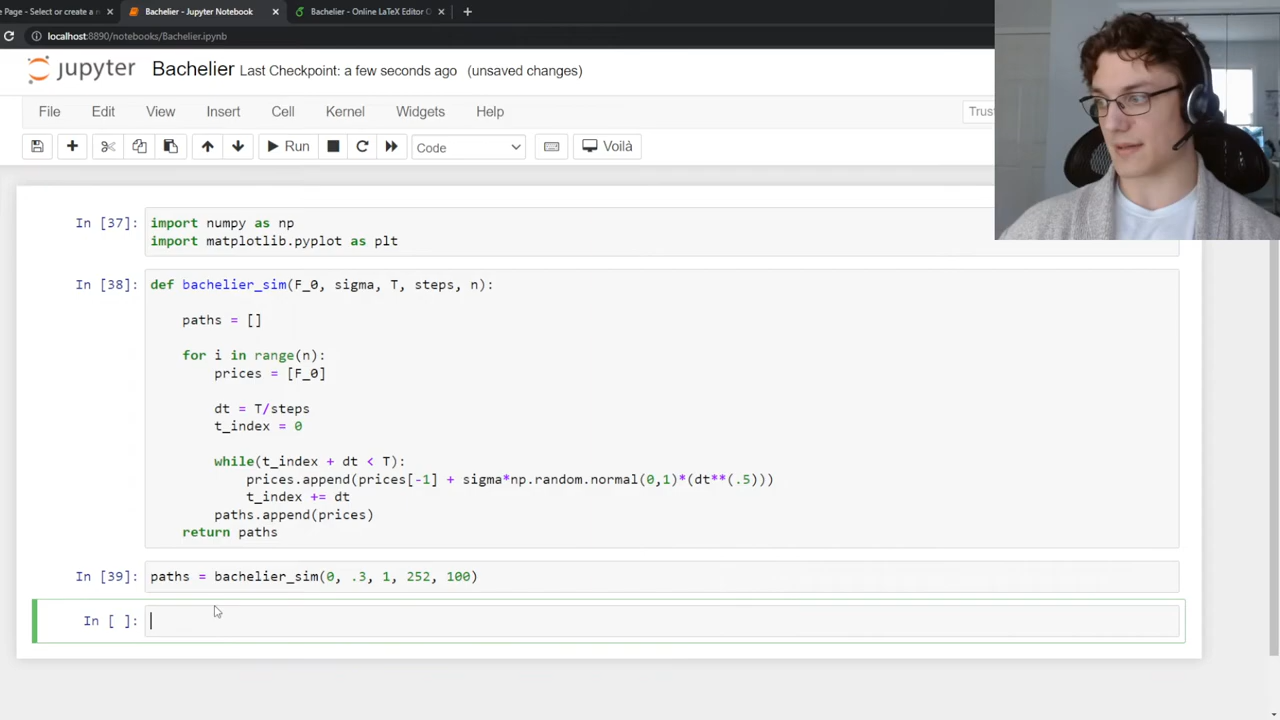 Page - Select or create a n
Bachelier - Jupyter Notebook
Bachelier - Online LaTeX Editor O
localhost:8890/notebooks/Bachelier.ipynb
jupyter Bachelier Last Checkpoint: a few seconds ago (unsaved changes)
File Edit View Insert Cell Kernel Widgets Help
Trus
Run Code Voilà
In [37]: import numpy as np
import matplotlib.pyplot as plt
In [38]: def bachelier_sim(F_0, sigma, T, steps, n):
paths = []
for i in range(n):
prices = [F_0]
dt = T/steps
t_index = 0
while(t_index + dt < T):
prices.append(prices[-1] + sigma*np.random.normal(0,1)*(dt**(.5)))
t_index += dt
paths.append(prices)
return paths
In [39]: paths = bachelier_sim(0, .3, 1, 252, 100)
In [ ]: